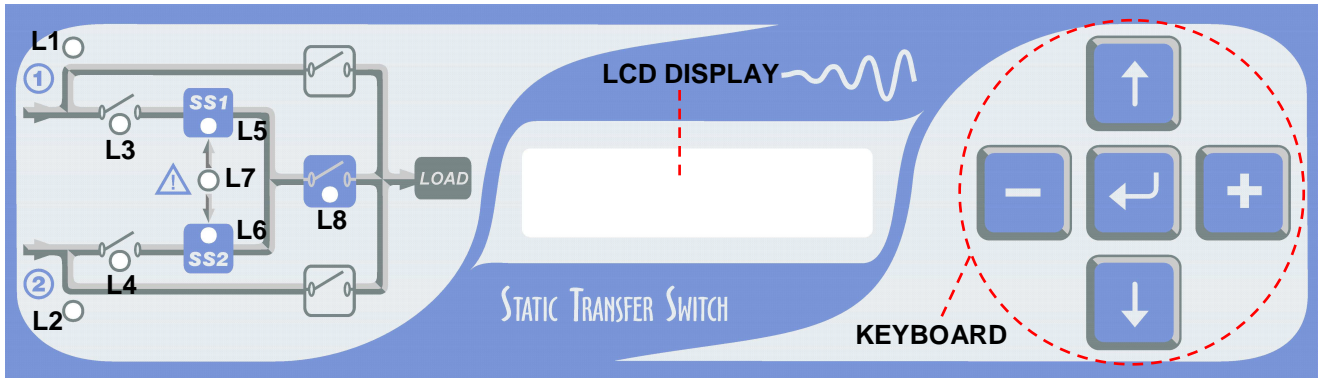 L1
1
SS1
L5
L3
L7
L6
SS2
L4
2
L2
L8
LOAD
LCD DISPLAY
STATIC TRANSFER SWITCH
KEYBOARD